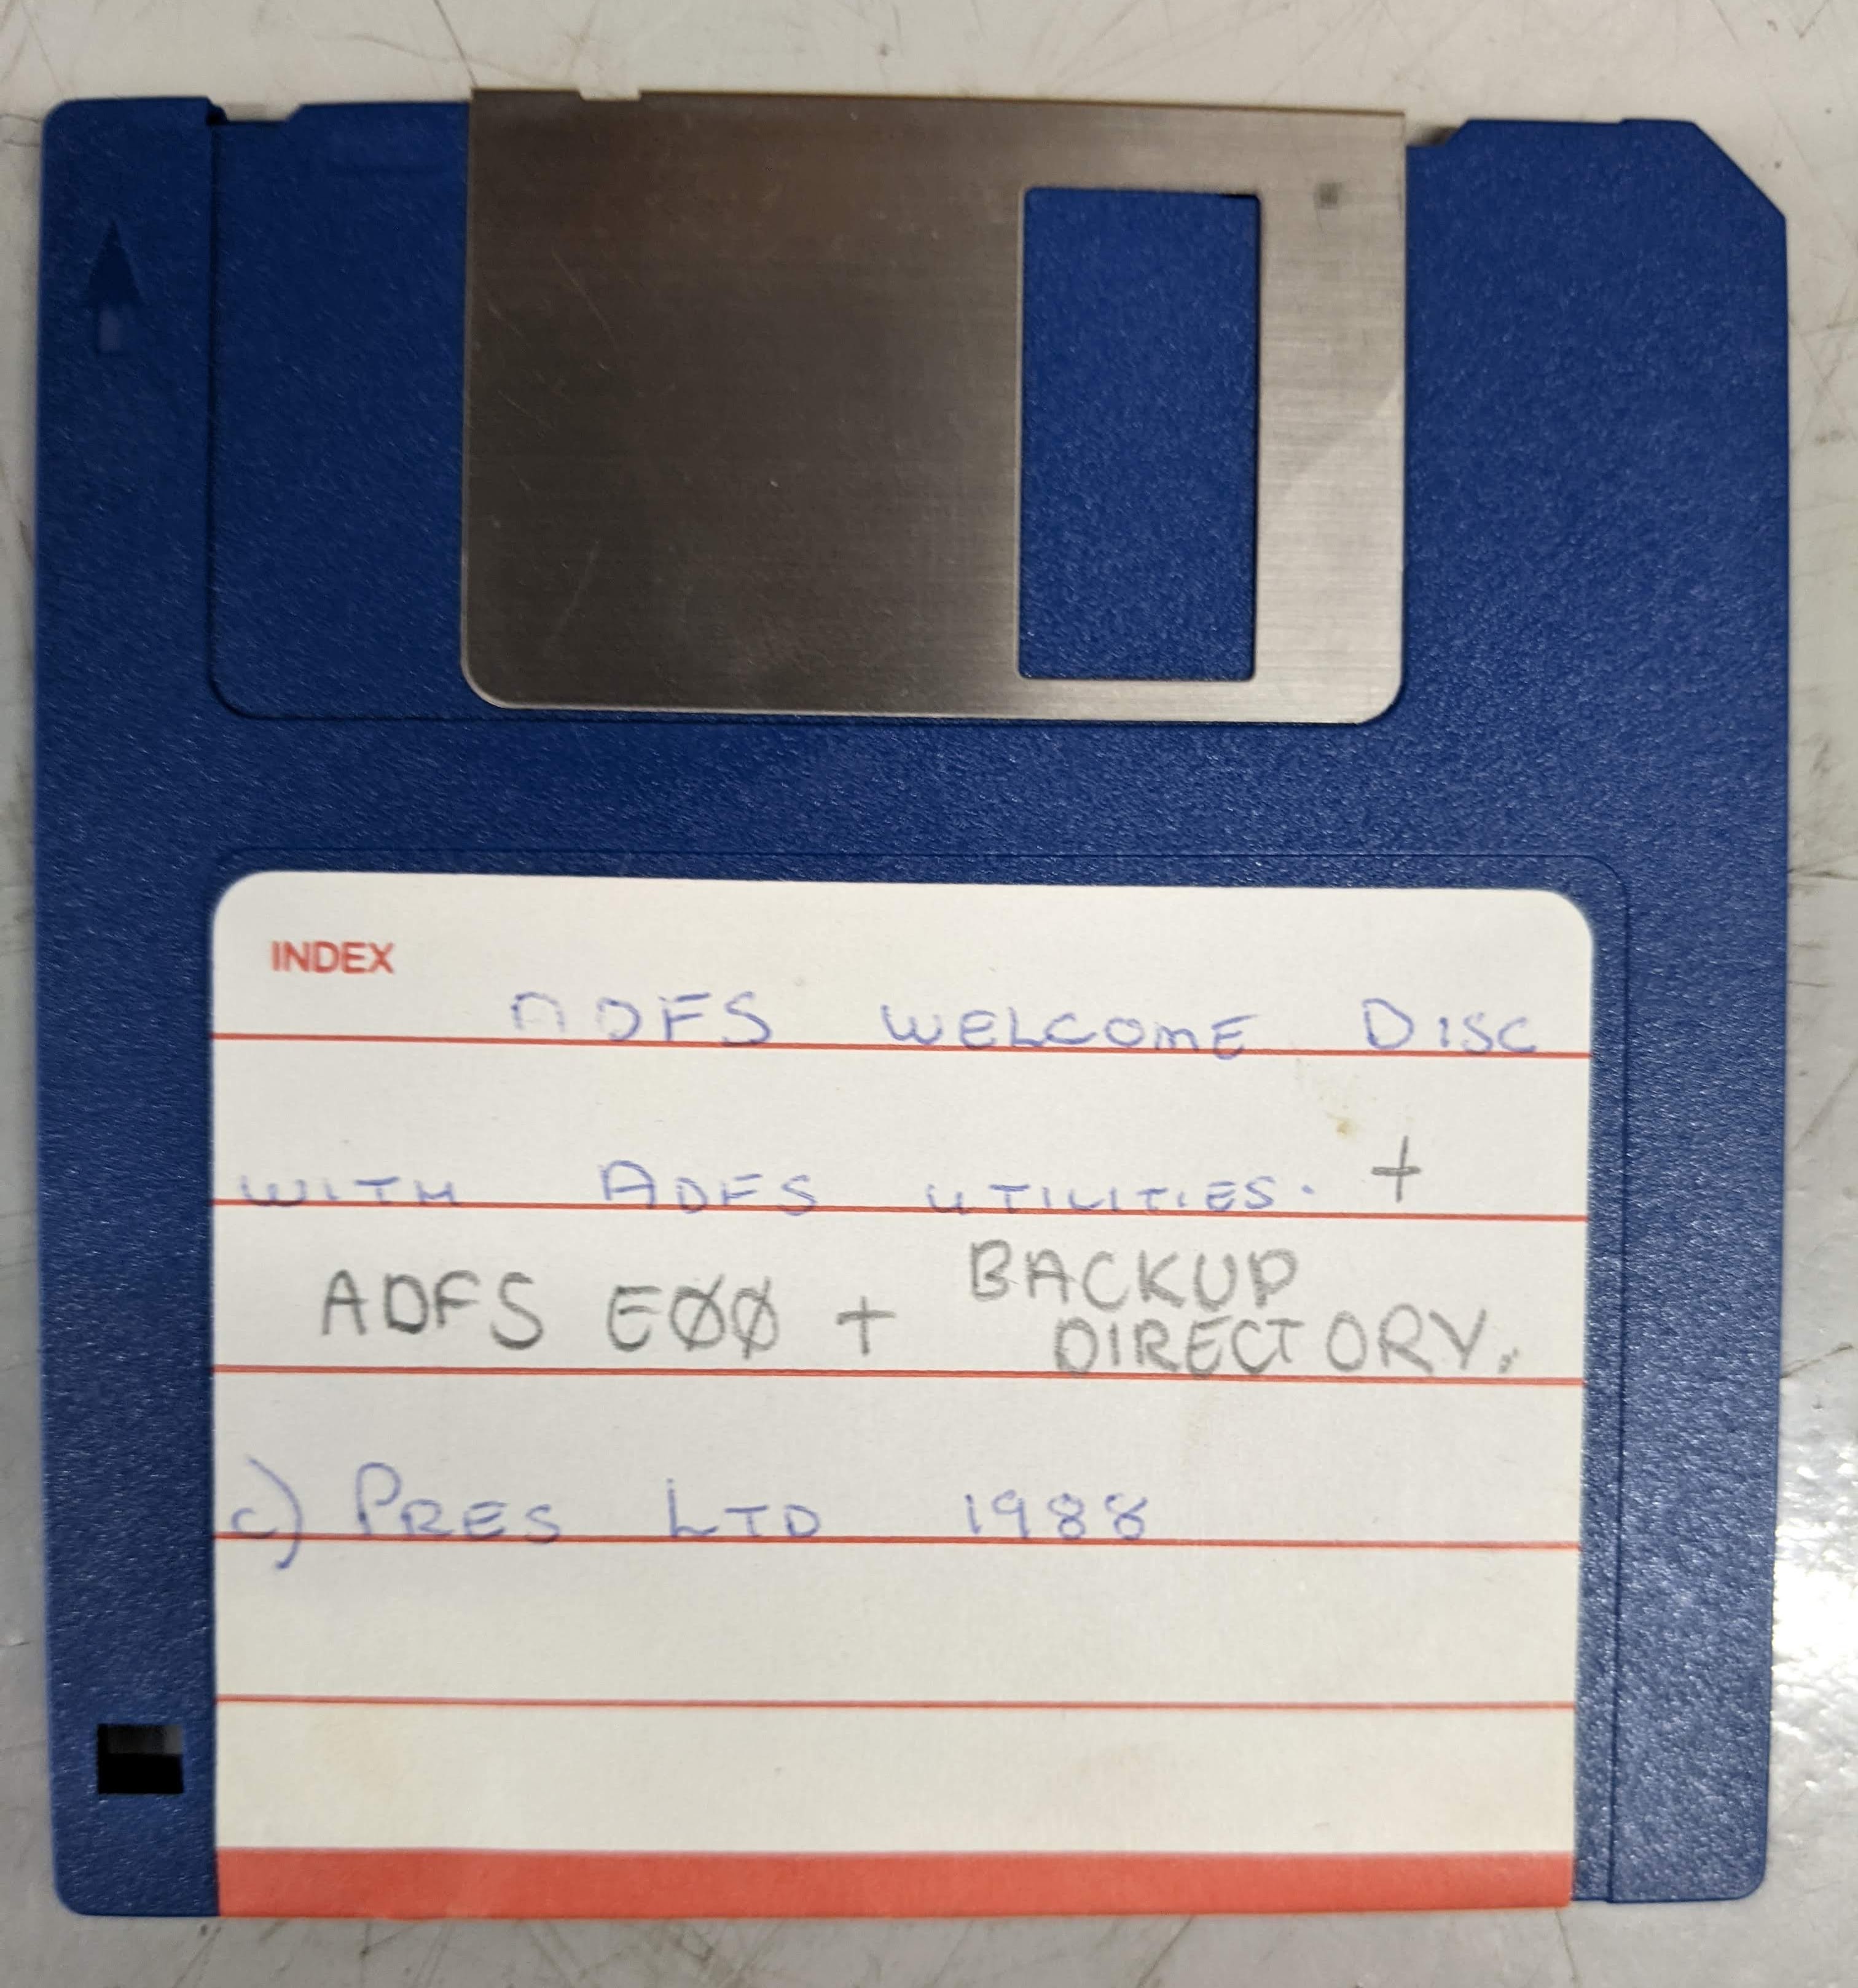 INDEX
ADFS WELCOME DISC
WITH ADFS UTILITIES. +
ADFS EØØ + BACKUP
DIRECTORY.
c) PRES LTD 1988